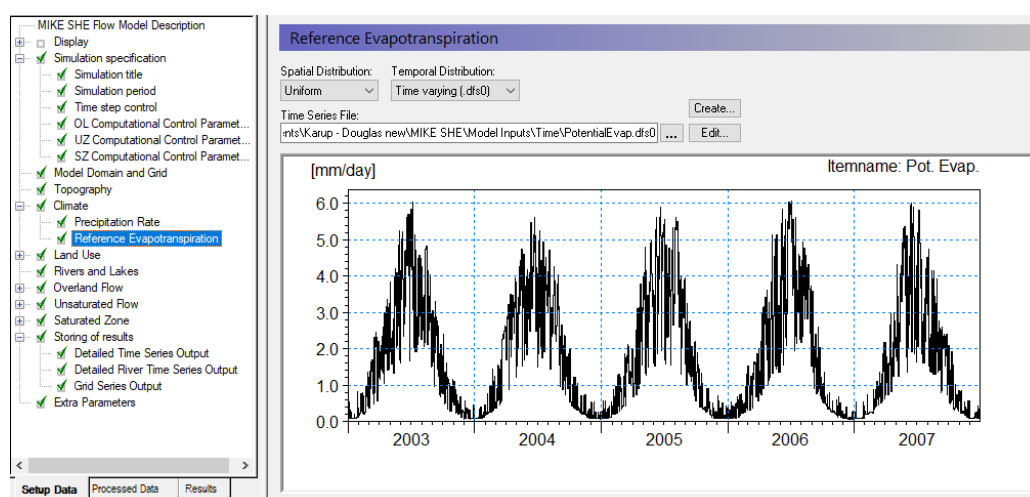 MIKE SHE Flow Model Description
Display
Simulation specification
Simulation title
Simulation period
Time step control
OL Computational Control Paramet...
UZ Computational Control Paramet...
SZ Computational Control Paramet...
Model Domain and Grid
Topography
Climate
Precipitation Rate
Reference Evapotranspiration
Land Use
Rivers and Lakes
Overland Flow
Unsaturated Flow
Saturated Zone
Storing of results
Detailed Time Series Output
Detailed River Time Series Output
Grid Series Output
Extra Parameters
Setup Data Processed Data Results
Reference Evapotranspiration
Spatial Distribution: Temporal Distribution:
Uniform Time varying (.dfs0)
Time Series File:
Create...
nts\Karup - Douglas new\MIKE SHE\Model Inputs\Time\PotentialEvap.dfs0 ... Edit...
[mm/day] Itemname: Pot. Evap.
6.0
5.0
4.0
3.0
2.0
1.0
0.0
2003 2004 2005 2006 2007